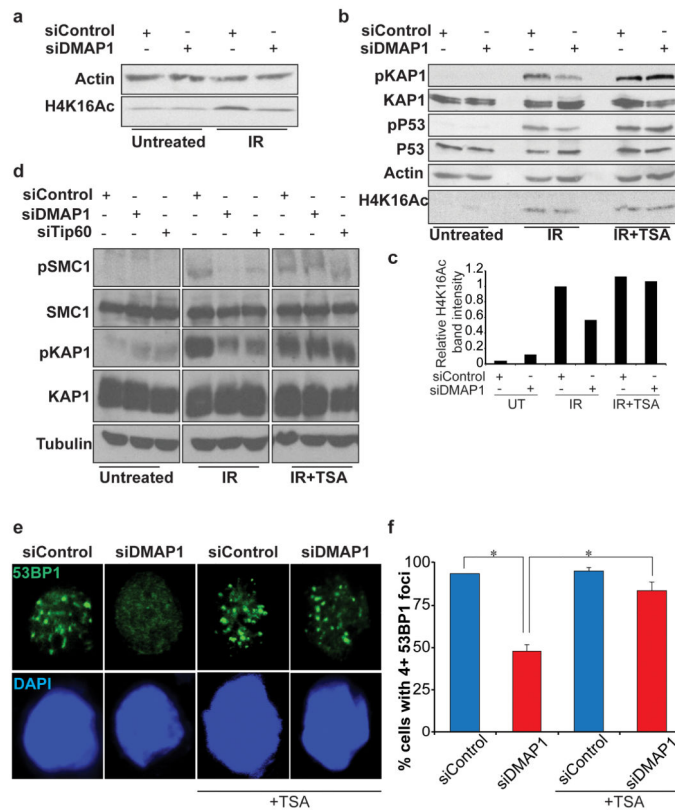 a
siControl + - + -
siDMAP1 - + - +
Actin
H4K16Ac
Untreated IR
b
siControl + - + - + -
siDMAP1 - + - + - +
pKAP1
KAP1
pP53
P53
Actin
H4K16Ac
Untreated IR IR+TSA
c
Relative H4K16Ac
band intensity
1.2
1
0.8
0.6
0.4
0.2
0
siControl + - + - + -
siDMAP1 - + - + - +
UT IR IR+TSA
d
siControl + - - + - - + - -
siDMAP1 - + - - + - - + -
siTip60 - - + - - + - - +
pSMC1
SMC1
pKAP1
KAP1
Tubulin
Untreated IR IR+TSA
e
siControl siDMAP1 siControl siDMAP1
53BP1
DAPI
+TSA
f
% cells with 4+ 53BP1 foci
100
75
50
25
0
* *
siControl siDMAP1 siControl siDMAP1
+TSA